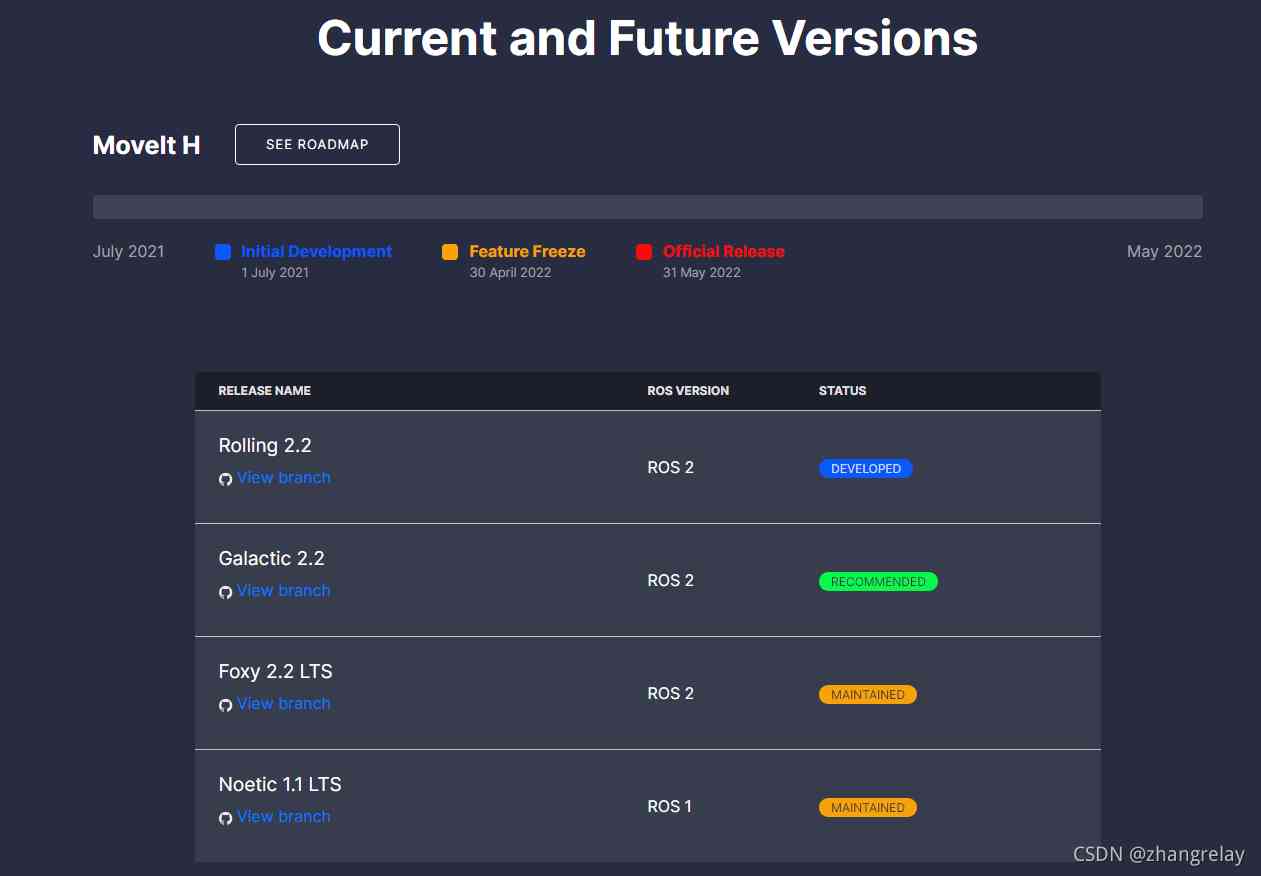 Current and Future Versions
MoveIt H
SEE ROADMAP
July 2021
Initial Development
1 July 2021
Feature Freeze
30 April 2022
Official Release
31 May 2022
May 2022
RELEASE NAME ROS VERSION STATUS
Rolling 2.2
View branch
ROS 2
DEVELOPED
Galactic 2.2
View branch
ROS 2
RECOMMENDED
Foxy 2.2 LTS
View branch
ROS 2
MAINTAINED
Noetic 1.1 LTS
View branch
ROS 1
MAINTAINED
CSDN @zhangrelay